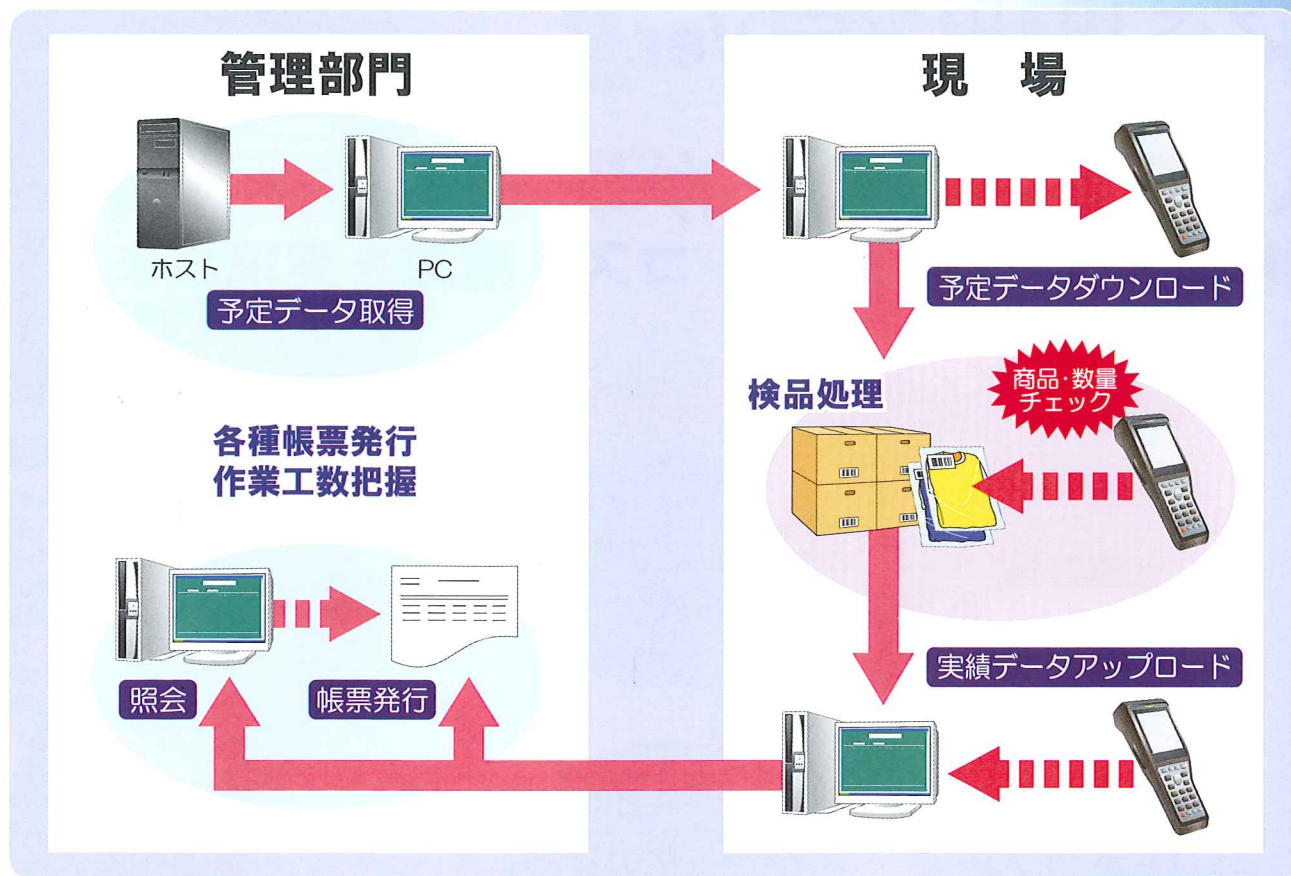 管理部門
ホスト
PC
予定データ取得
各種帳票発行
作業工数把握
照会
帳票発行
現 場
予定データダウンロード
検品処理
商品・数量
チェック
実績データアップロード